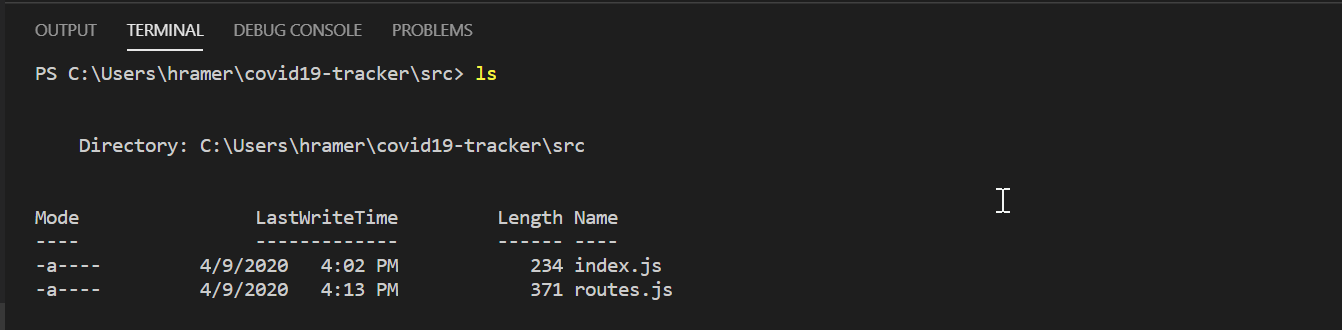 OUTPUT TERMINAL DEBUG CONSOLE PROBLEMS
PS C:\Users\hramer\covid19-tracker\src> ls
Directory: C:\Users\hramer\covid19-tracker\src
Mode LastWriteTime Length Name
---- ------------- ------ ----
-a---- 4/9/2020 4:02 PM 234 index.js
-a---- 4/9/2020 4:13 PM 371 routes.js